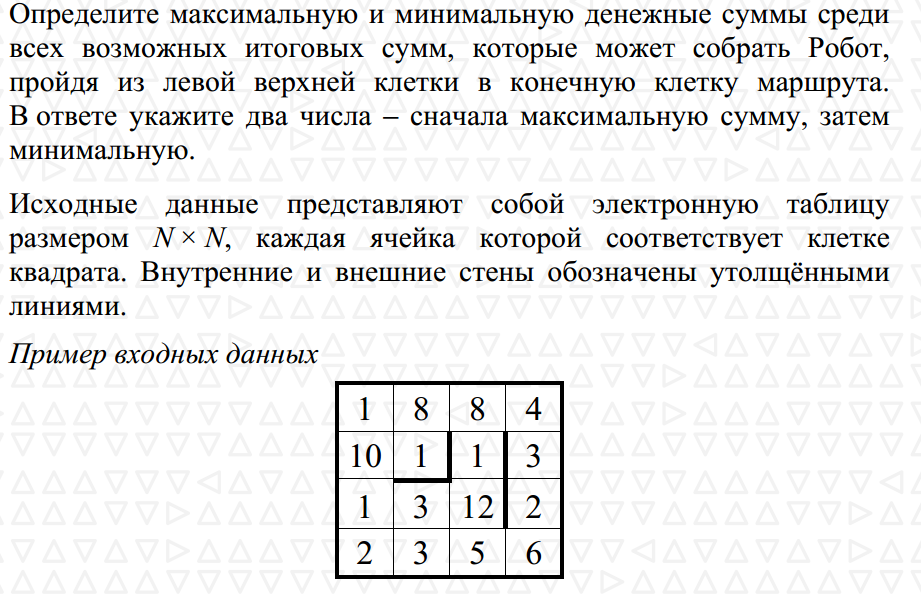 Определите максимальную и минимальную денежные суммы среди
всех возможных итоговых сумм, которые может собрать Робот,
пройдя из левой верхней клетки в конечную клетку маршрута.
В ответе укажите два числа – сначала максимальную сумму, затем
минимальную.
Исходные данные представляют собой электронную таблицу
размером N × N, каждая ячейка которой соответствует клетке
квадрата. Внутренние и внешние стены обозначены утолщёнными
линиями.
Пример входных данных
1 8 8 4
10 1 1 3
1 3 12 2
2 3 5 6